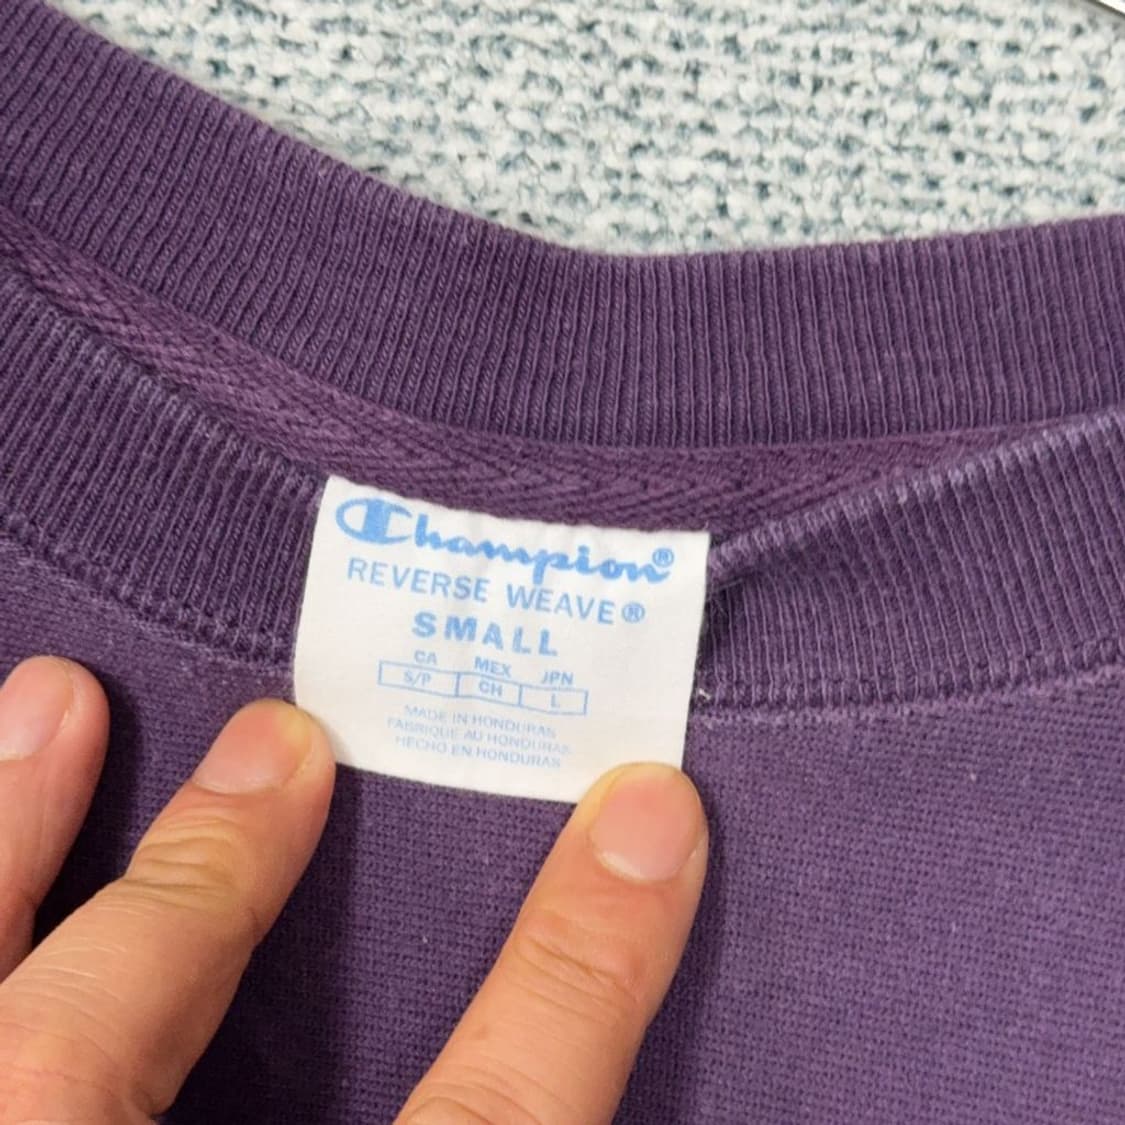 Champion®
REVERSE WEAVE®
SMALL
CA MEX JPN
S/P CH L
MADE IN HONDURAS
FABRIQUE AU HONDURAS
HECHO EN HONDURAS